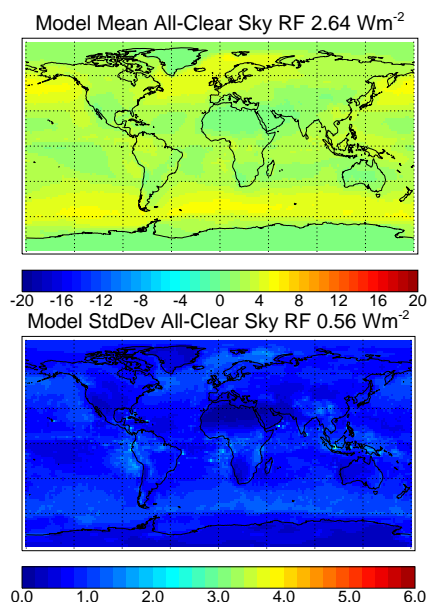 Model Mean All-Clear Sky RF 2.64 Wm-2
-20 -16 -12 -8 -4 0 4 8 12 16 20
Model StdDev All-Clear Sky RF 0.56 Wm-2
0.0 1.0 2.0 3.0 4.0 5.0 6.0